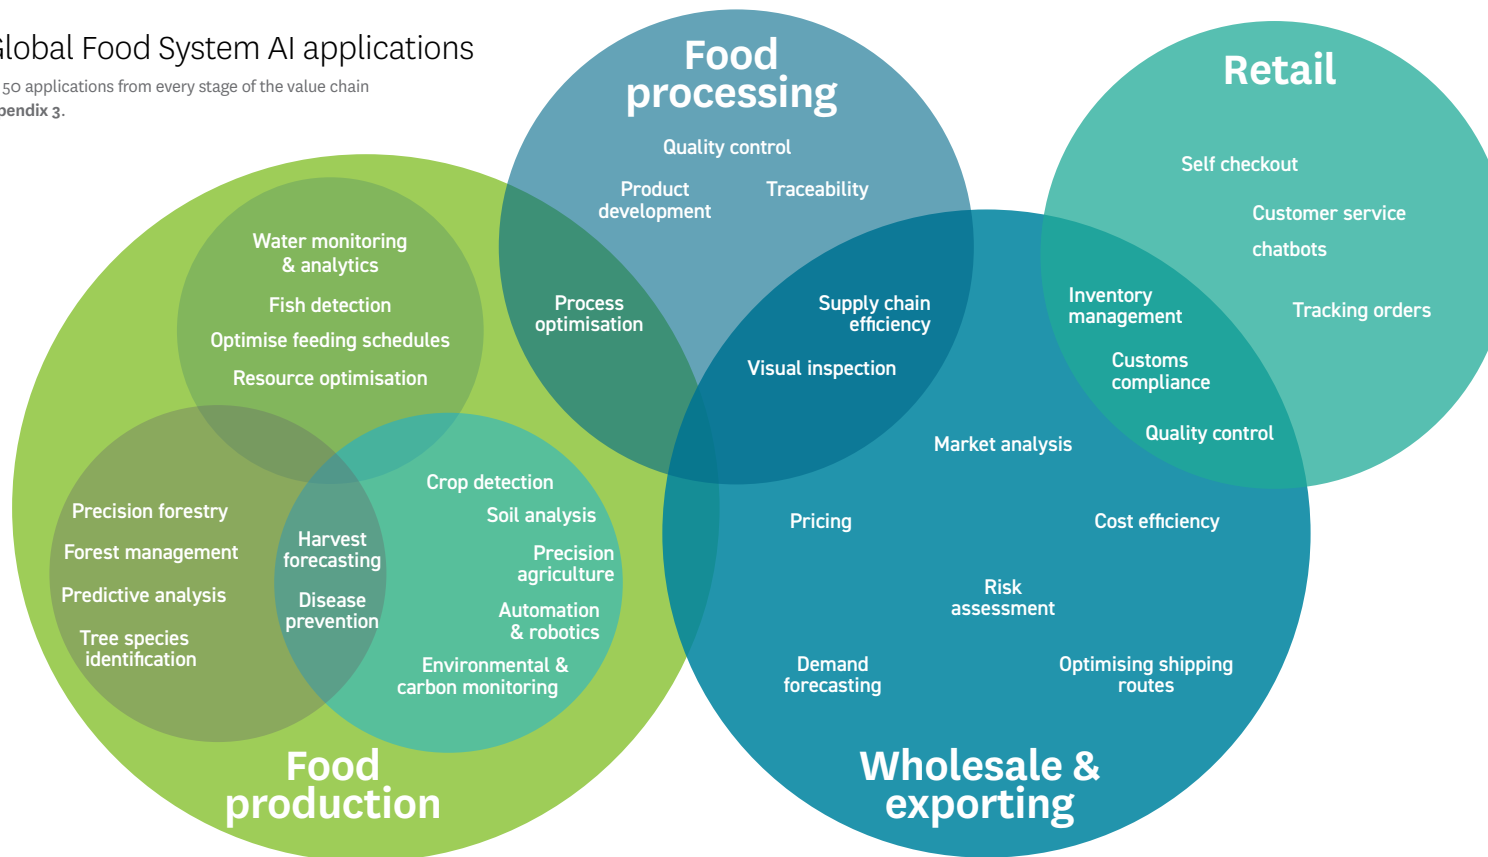 Global Food System AI applications
50 applications from every stage of the value chain
pendix 3.
Food
processing
Quality control
Product
development
Traceability
Retail
Self checkout
Customer service
chatbots
Tracking orders
Water monitoring
& analytics
Fish detection
Optimise feeding schedules
Resource optimisation
Process
optimisation
Supply chain
efficiency
Visual inspection
Inventory
management
Customs
compliance
Quality control
Precision forestry
Forest management
Predictive analysis
Tree species
identification
Harvest
forecasting
Disease
prevention
Crop detection
Soil analysis
Precision
agriculture
Automation
& robotics
Environmental &
carbon monitoring
Food
production
Market analysis
Pricing
Cost efficiency
Risk
assessment
Demand
forecasting
Optimising shipping
routes
Wholesale &
exporting